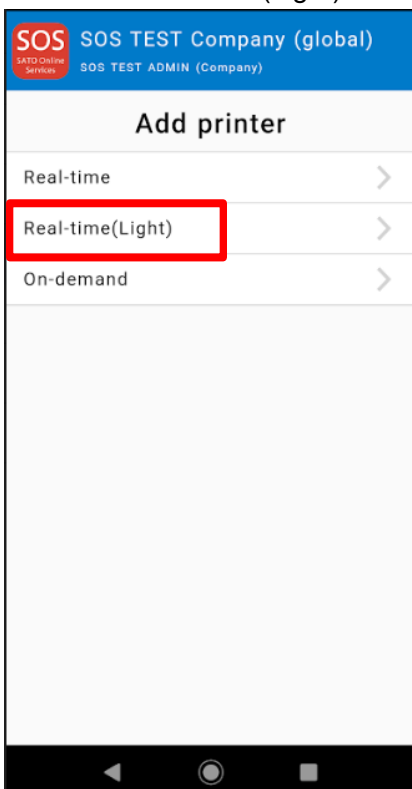 SOS
SATO Online
Services
SOS TEST Company (global)
SOS TEST ADMIN (Company)
Add printer
Real-time
Real-time(Light)
On-demand